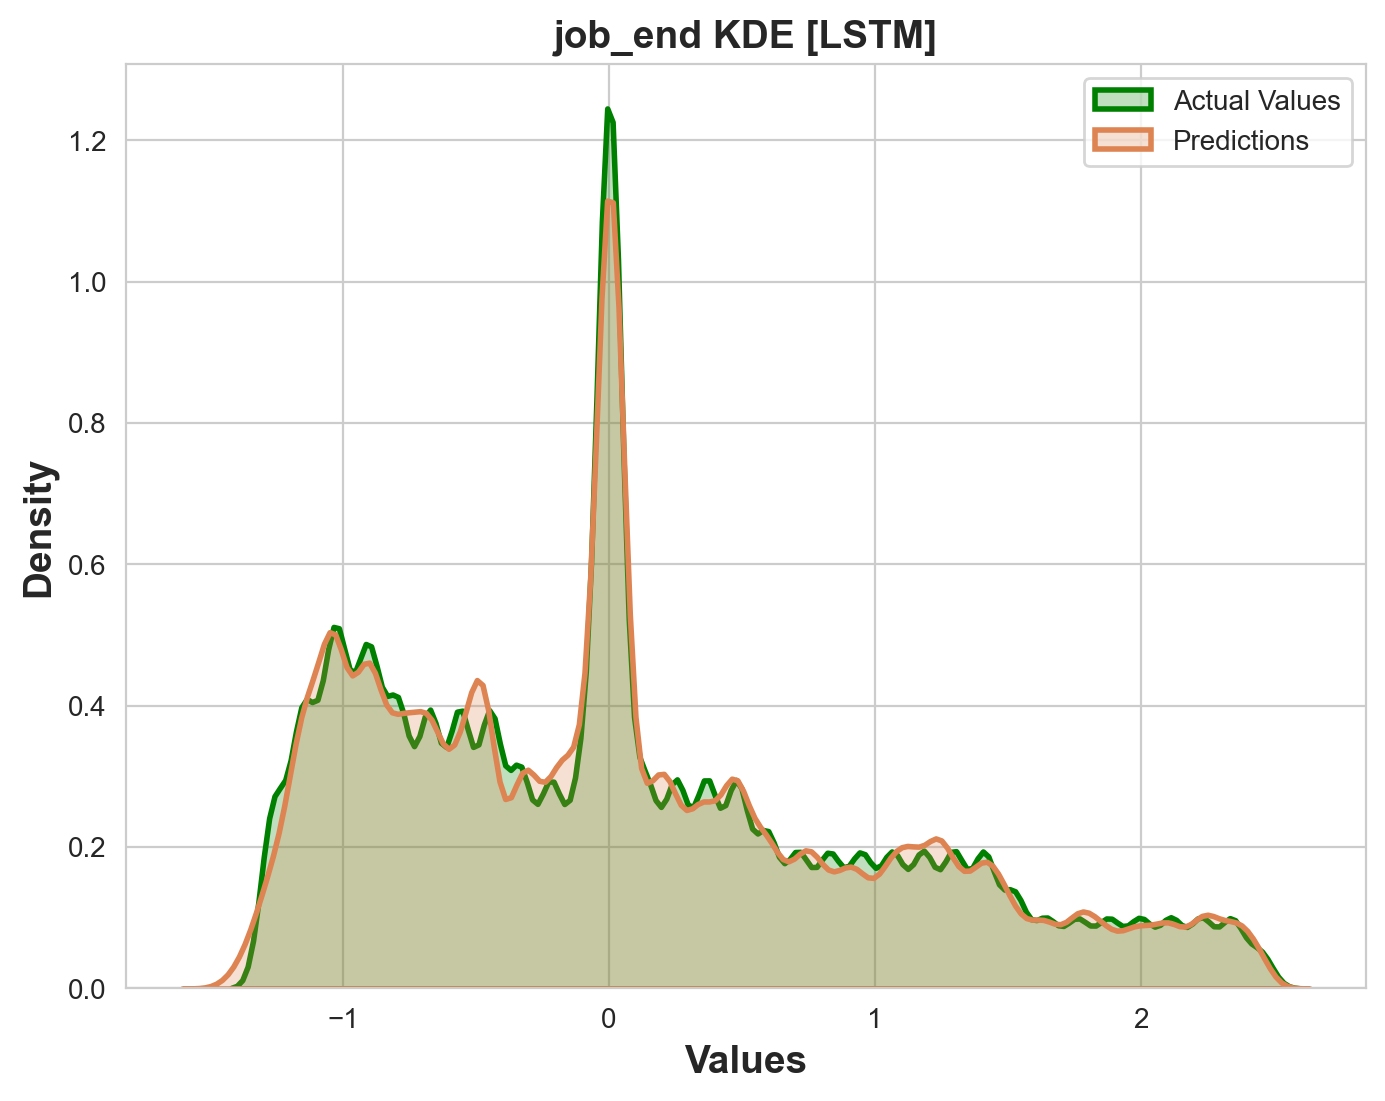 job_end KDE [LSTM]
Actual Values
Predictions
1.2
1.0
0.8
0.6
0.4
0.2
0.0
Density
−1
0
1
2
Values